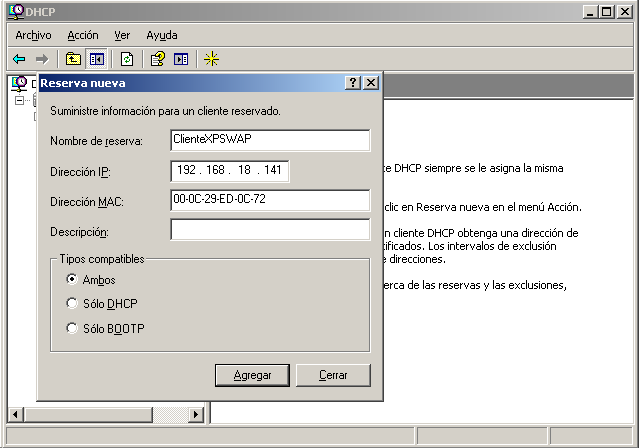 DHCP
Archivo Acción Ver Ayuda
Reserva nueva
Suministre información para un cliente reservado.
Nombre de reserva: ClienteXPSWAP
Dirección IP: 192 . 168 . 18 . 141
Dirección MAC: 00-0C-29-ED-0C-72
Descripción:
Tipos compatibles
Ambos
Sólo DHCP
Sólo BOOTP
Agregar Cerrar
DHCP siempre se le asigna la misma
clic en Reserva nueva en el menú Acción.
un cliente DHCP obtenga una dirección de
Los intervalos de exclusión
e direcciones.
de las reservas y las exclusiones,